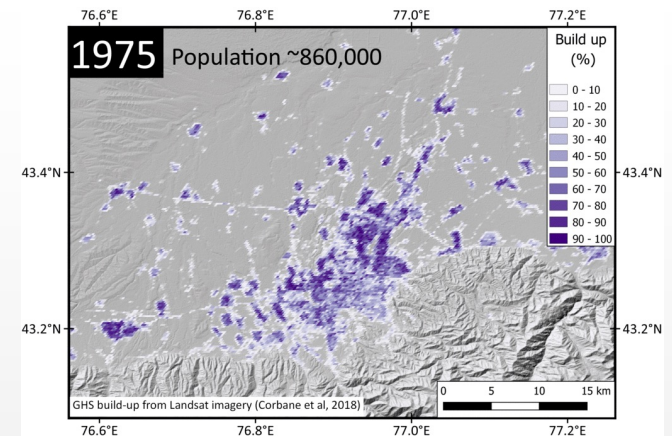 76.6°E 76.8°E 77.0°E 77.2°E
1975 Population ~860,000
Build up
(%)
0 - 10
10 - 20
20 - 30
30 - 40
40 - 50
50 - 60
60 - 70
70 - 80
80 - 90
90 - 100
43.4°N 43.4°N
43.2°N 43.2°N
0 5 10 15 km
GHS build-up from Landsat imagery (Corbane et al, 2018)
76.6°E 76.8°E 77.0°E 77.2°E